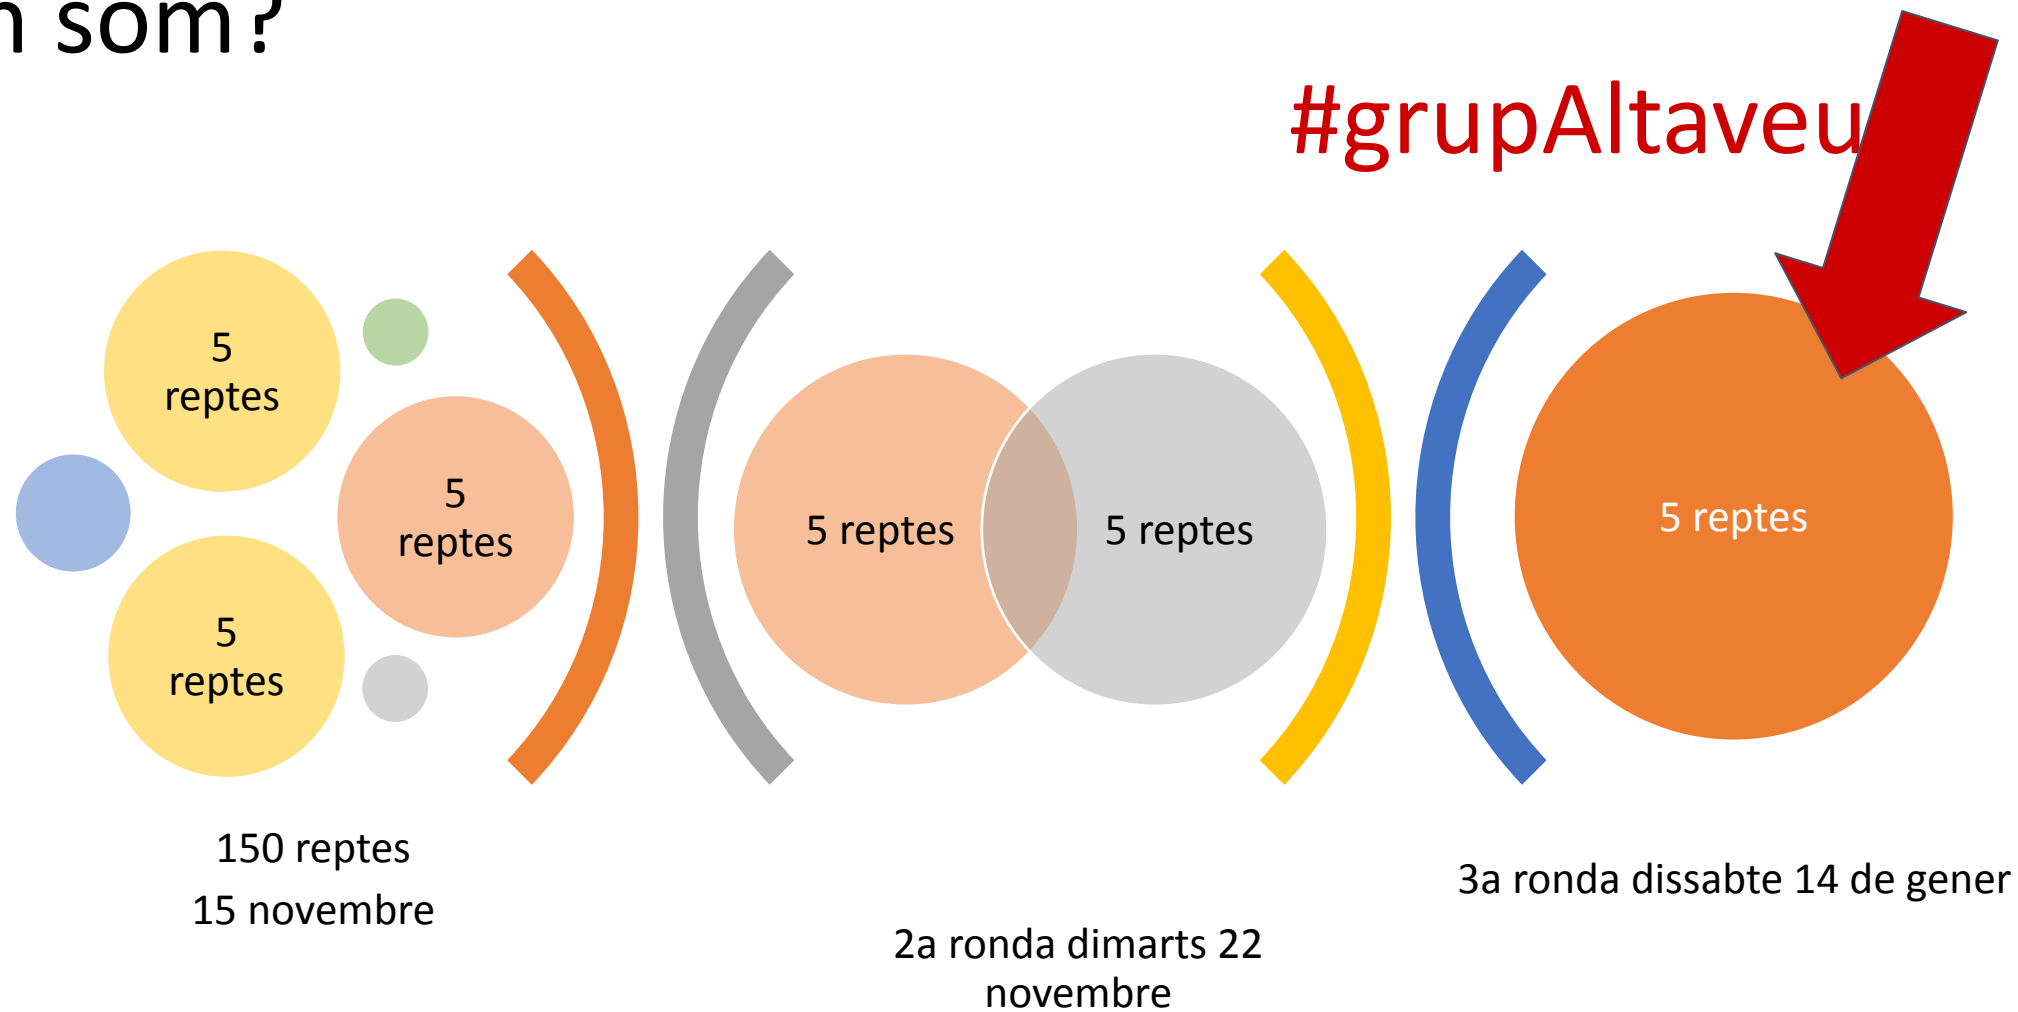 n som?
#grupAltaveu
5
reptes
5
reptes
5
reptes
5 reptes
5 reptes
5 reptes
150 reptes
15 novembre
2a ronda dimarts 22
novembre
3a ronda dissabte 14 de gener